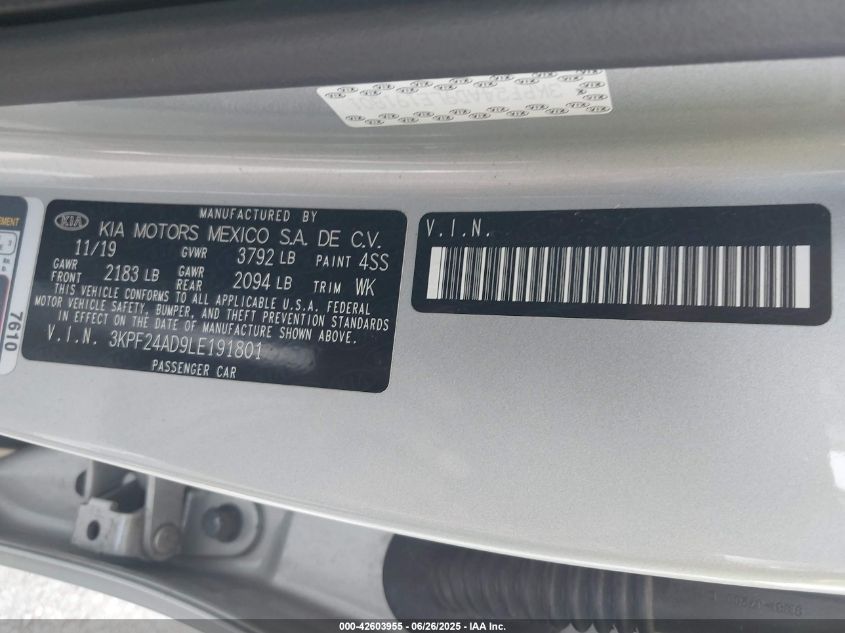 MANUFACTURED BY
KIA KIA MOTORS MEXICO S.A. DE C.V.
11/19 GVWR 3792 LB PAINT 4SS
GAWR FRONT 2183 LB GAWR REAR 2094 LB TRIM WK
THIS VEHICLE CONFORMS TO ALL APPLICABLE U.S.A. FEDERAL
MOTOR VEHICLE SAFETY, BUMPER, AND THEFT PREVENTION STANDARDS
IN EFFECT ON THE DATE OF MANUFACTURE SHOWN ABOVE.
V.I.N. 3KPF24AD9LE191801
PASSENGER CAR
V.I.N.
7610
000-42603955 | 06/26/2025 | IAA Inc.